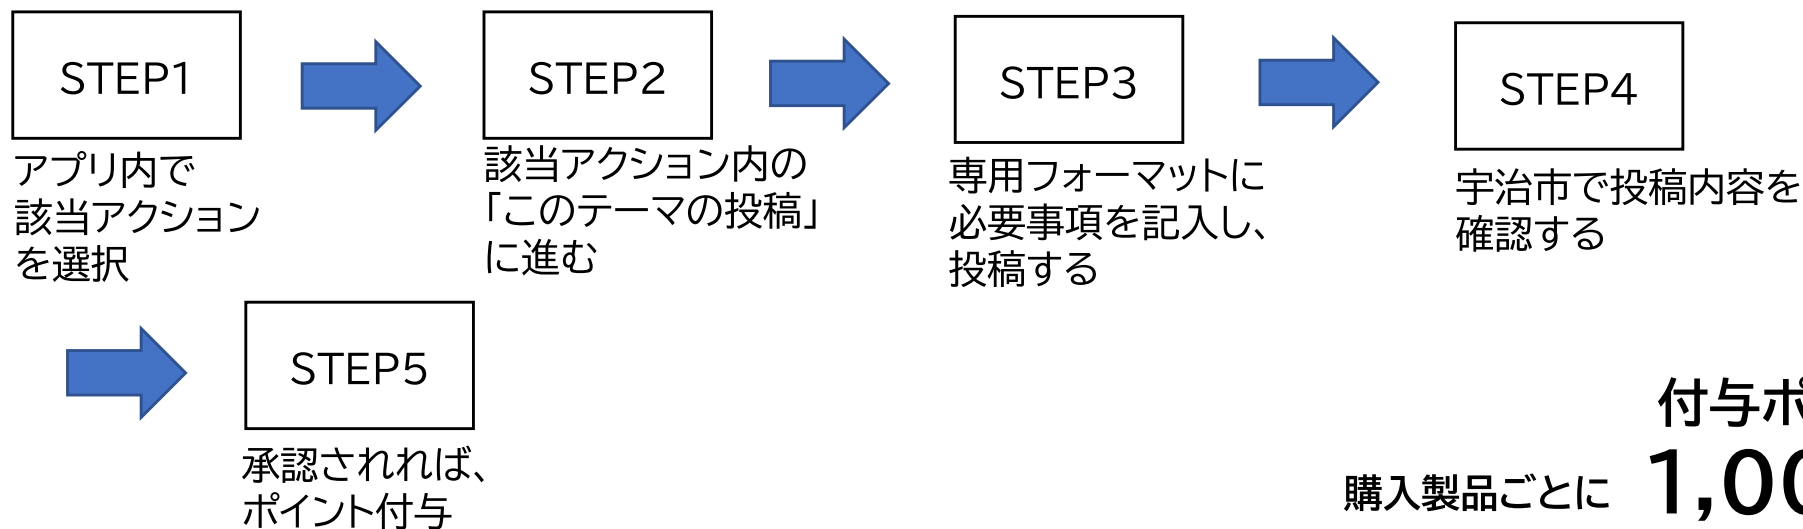 STEP1
アプリ内で
該当アクション
を選択
STEP2
該当アクション内の
「このテーマの投稿」
に進む
STEP3
専用フォーマットに
必要事項を記入し、
投稿する
STEP4
宇治市で投稿内容を
確認する
STEP5
承認されれば、
ポイント付与
付与ポ
購入製品ごとに 1,00